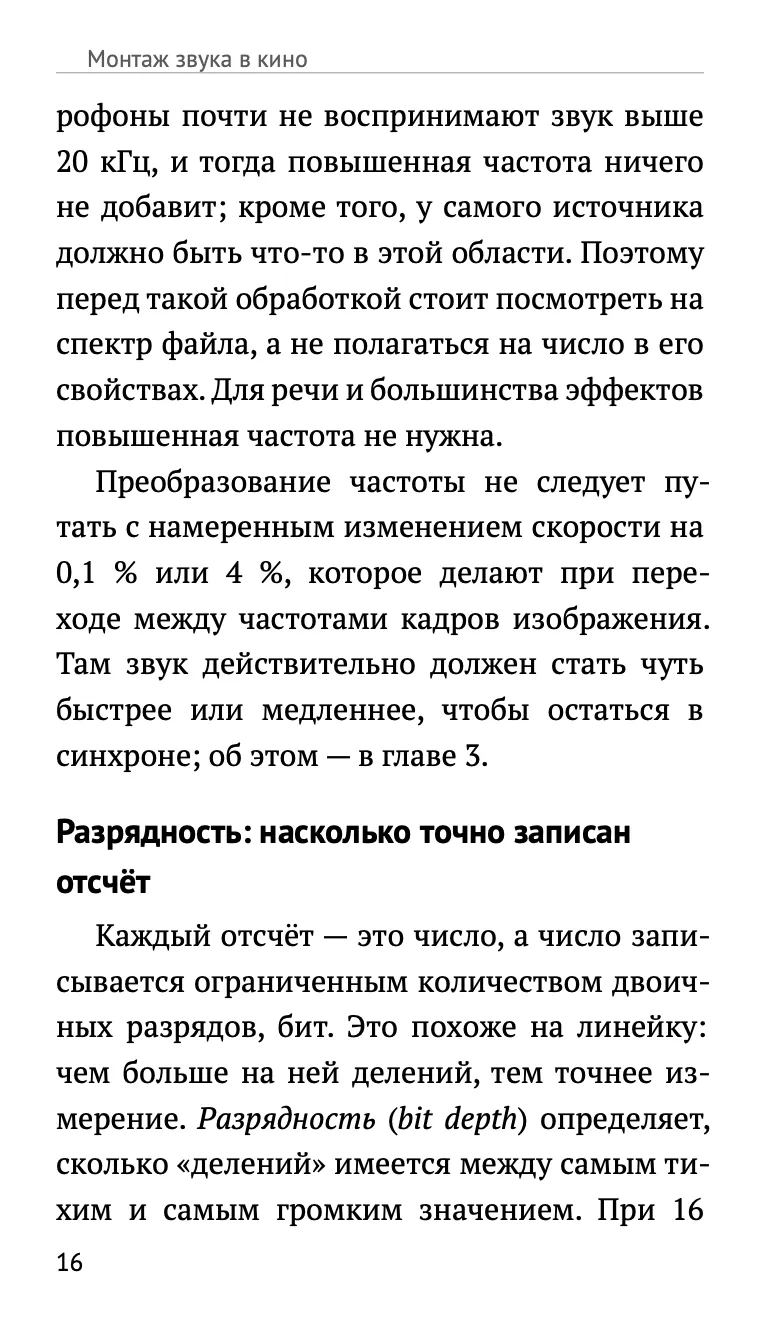 Монтаж звука в кино
рофоны почти не воспринимают звук выше
20 кГц, и тогда повышенная частота ничего
не добавит; кроме того, у самого источника
должно быть что-то в этой области. Поэтому
перед такой обработкой стоит посмотреть на
спектр файла, а не полагаться на число в его
свойствах. Для речи и большинства эффектов
повышенная частота не нужна.
Преобразование частоты не следует пу-
тать с намеренным изменением скорости на
0,1 % или 4 %, которое делают при пере-
ходе между частотами кадров изображения.
Там звук действительно должен стать чуть
быстрее или медленнее, чтобы остаться в
синхроне; об этом — в главе 3.
Разрядность: насколько точно записан
отсчёт
Каждый отсчёт — это число, а число запи-
сывается ограниченным количеством двоич-
ных разрядов, бит. Это похоже на линейку:
чем больше на ней делений, тем точнее из-
мерение. Разрядность (bit depth) определяет,
сколько «делений» имеется между самым ти-
хим и самым громким значением. При 16
16